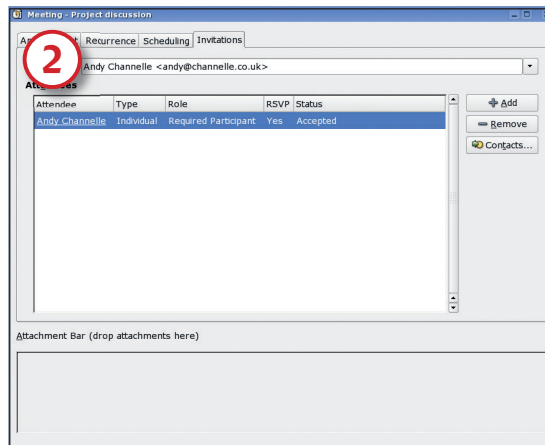 Meeting - Project discussion
Recurrence Scheduling Invitations
2
Andy Channelle <andy@channelle.co.uk>
Attendee Type Role RSVP Status
Andy Channelle Individual Required Participant Yes Accepted
Add
Remove
Contacts...
Attachment Bar (drop attachments here)